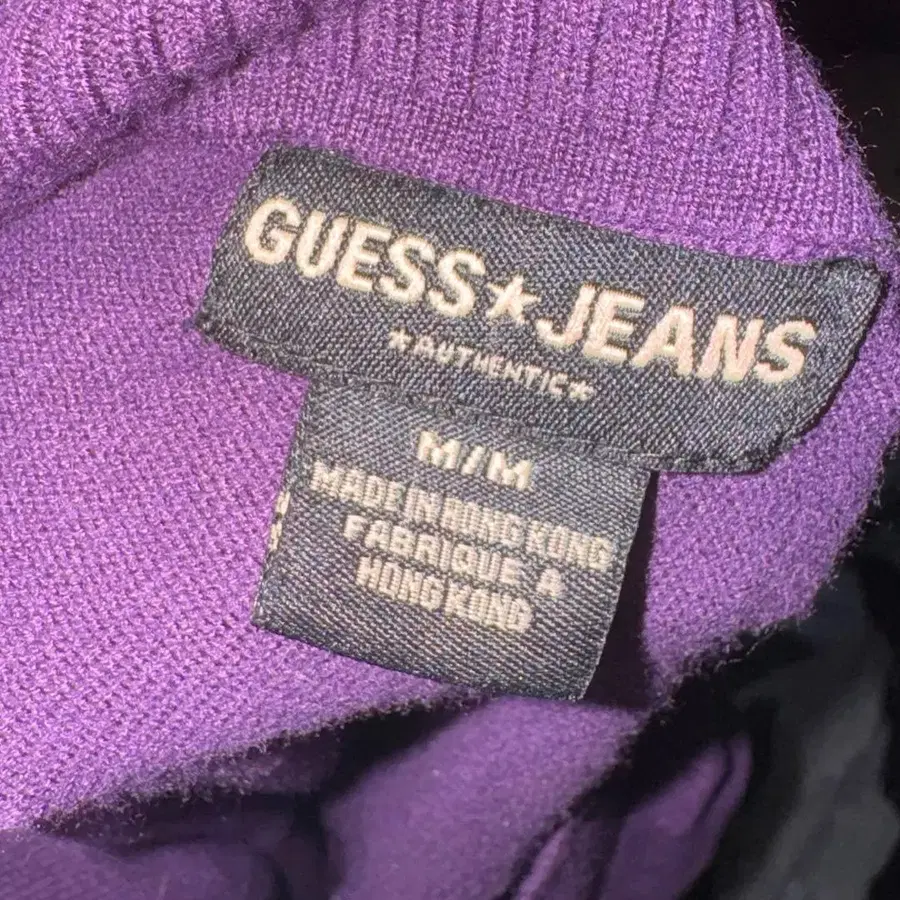 GUESS★JEANS
★AUTHENTIC★
M/M
MADE IN HONG KONG
FABRIQUE A
HONG KONG